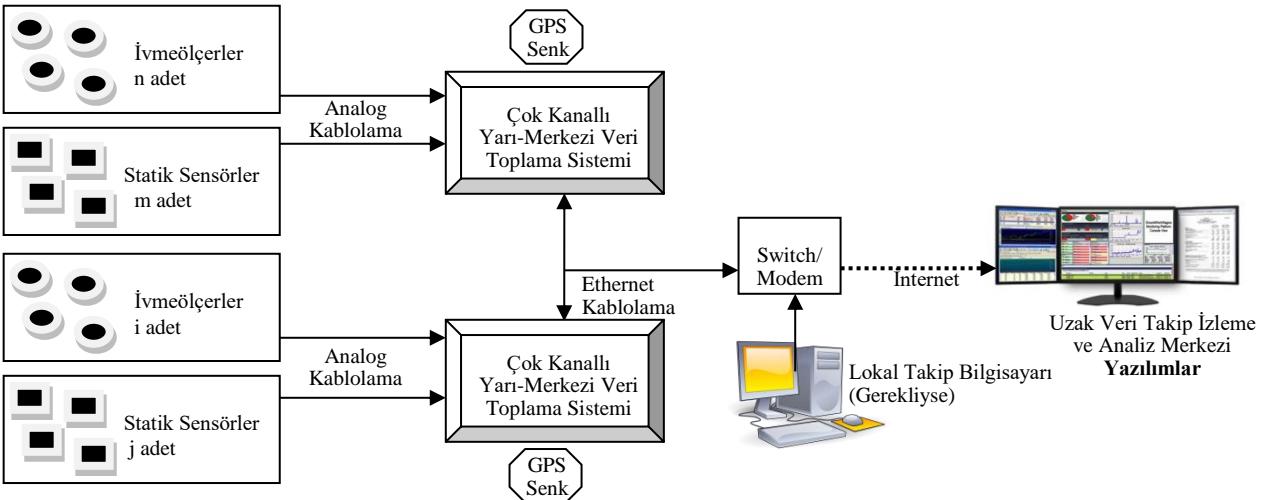 İvmeölçerler
n adet
Statik Sensörler
m adet
Analog
Kablolama
GPS
Senk
Çok Kanallı
Yarı-Merkezi Veri
Toplama Sistemi
İvmeölçerler
i adet
Statik Sensörler
j adet
Analog
Kablolama
Çok Kanallı
Yarı-Merkezi Veri
Toplama Sistemi
GPS
Senk
Ethernet
Kablolama
Switch/
Modem
İnternet
Lokal Takip Bilgisayarı
(Gerekliyse)
Uzak Veri Takip İzleme
ve Analiz Merkezi
Yazılımlar